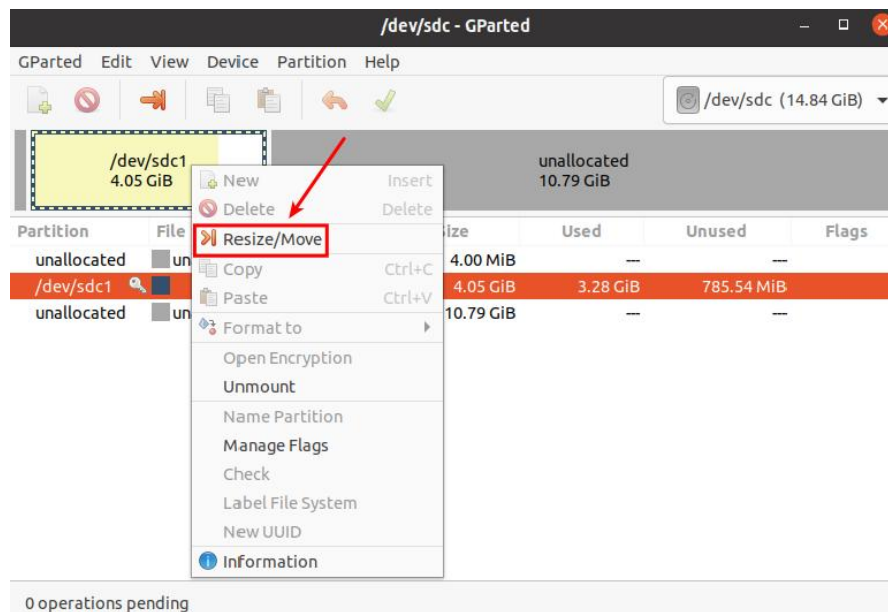 /dev/sdc - GParted
GParted Edit View Device Partition Help
/dev/sdc (14.84 GiB)
/dev/sdc1
4.05 GiB
unallocated
10.79 GiB
New Insert
Delete Delete
Resize/Move
Copy Ctrl+C
Paste Ctrl+V
Format to
Open Encryption
Unmount
Name Partition
Manage Flags
Check
Label File System
New UUID
Information
Partition File Used Unused Flags
unallocated 4.00 MiB --- ---
/dev/sdc1 4.05 GiB 3.28 GiB 785.54 MiB
unallocated 10.79 GiB --- ---
0 operations pending